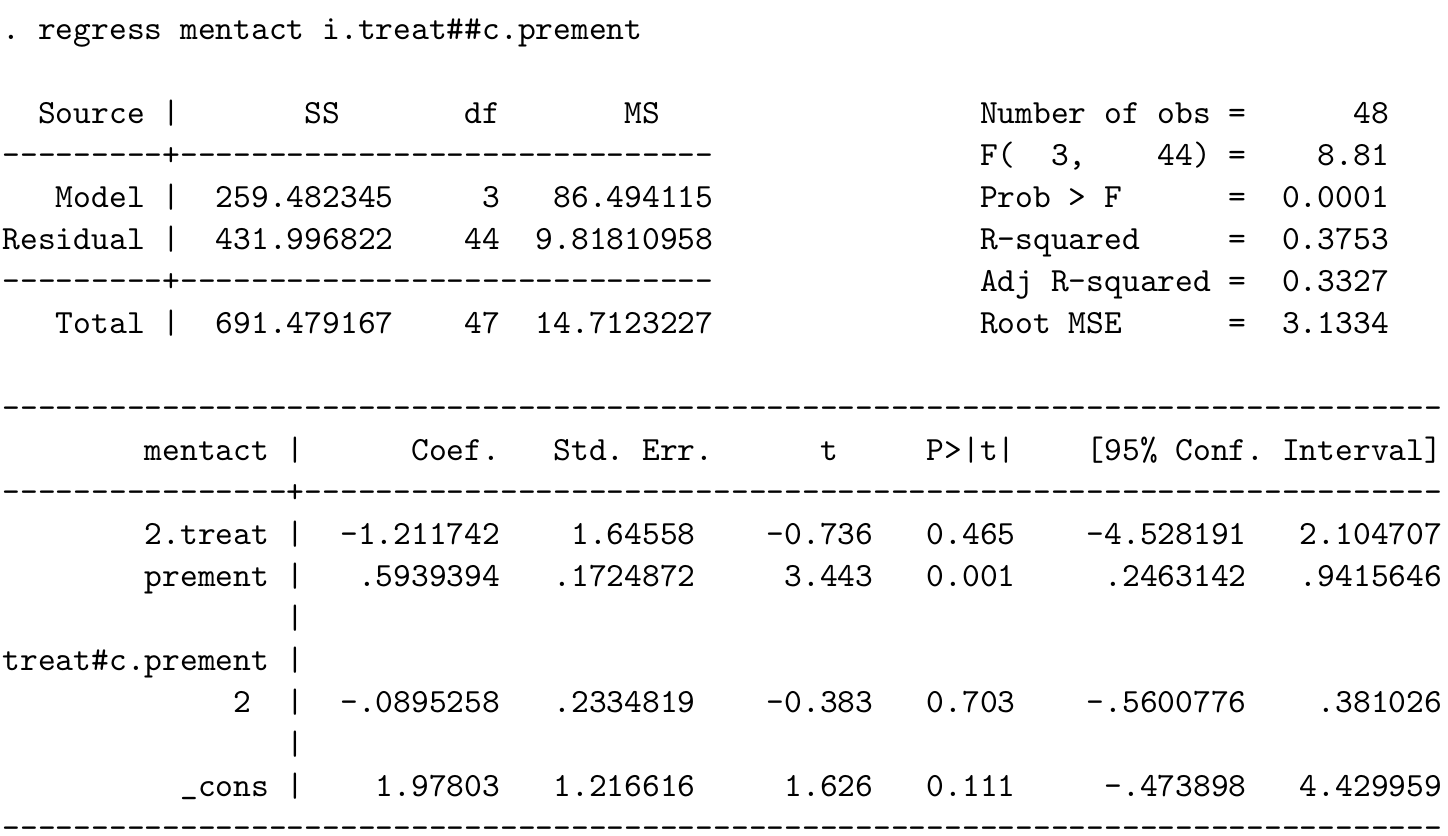 . regress mentact i.treat##c.prement
Source | SS df MS Number of obs = 48
---------+------------------------------ F( 3, 44) = 8.81
Model | 259.482345 3 86.494115 Prob > F = 0.0001
Residual | 431.996822 44 9.81810958 R-squared = 0.3753
---------+------------------------------ Adj R-squared = 0.3327
Total | 691.479167 47 14.7123227 Root MSE = 3.1334
---------------------------------------------------------------------------------
mentact | Coef. Std. Err. t P>|t| [95% Conf. Interval]
----------------+----------------------------------------------------------------
2.treat | -1.211742 1.64558 -0.736 0.465 -4.528191 2.104707
prement | .5939394 .1724872 3.443 0.001 .2463142 .9415646
|
treat#c.prement |
2 | -.0895258 .2334819 -0.383 0.703 -.5600776 .381026
|
_cons | 1.97803 1.216616 1.626 0.111 -.473898 4.429959
---------------------------------------------------------------------------------